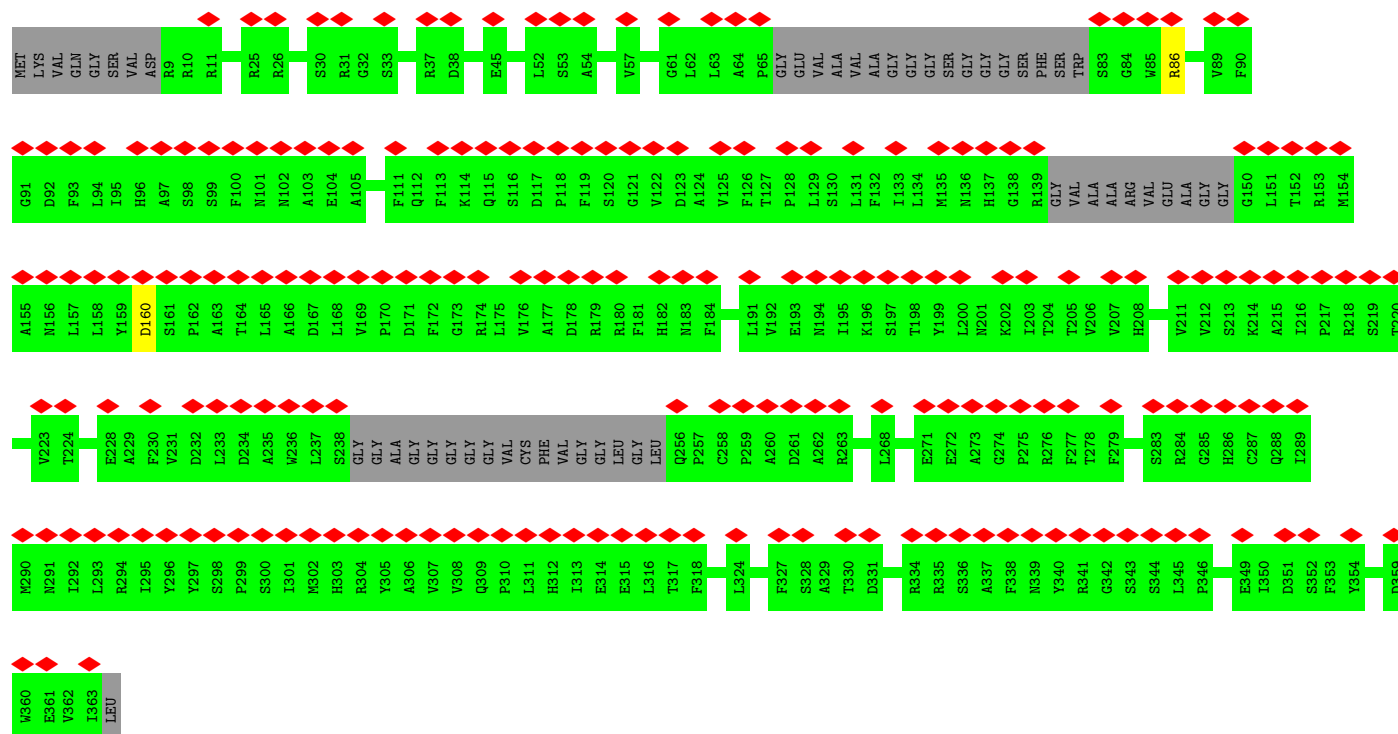 MET LYS VAL GLN GLY SER VAL ASP R9 R10 R11 R25 R26 S30 R31 G32 S33 R37 D38 E45 L52 S53 A54 V57 G61 L62 L63 A64 P65 GLY GLU VAL ALA VAL ALA GLY GLY GLY SER GLY GLY GLY SER PHE SER TRP S83 G84 W85 R86 V89 F90
G91 D92 F93 L94 I95 H96 A97 S98 S99 F100 N101 N102 A103 E104 A105 F111 Q112 F113 K114 Q115 S116 D117 P118 F119 S120 G121 V122 D123 A124 V125 F126 T127 P128 L129 S130 L131 F132 I133 L134 M135 N136 H137 G138 R139 GLY VAL ALA ALA ARG VAL GLU ALA GLY GLY G150 L151 T152 R153 M154
A155 N156 L157 L158 Y159 D160 S161 P162 A163 T164 L165 A166 D167 L168 V169 P170 D171 F172 G173 R174 L175 V176 A177 D178 R179 R180 F181 H182 N183 F184 L191 V192 E193 N194 I195 K196 S197 T198 Y199 L200 N201 K202 I203 T204 T205 V206 V207 H208 V211 V212 S213 K214 A215 I216 P217 R218 S219 T220
V223 T224 E228 A229 F230 V231 D232 L233 D234 A235 W236 L237 S238 GLY GLY ALA GLY GLY GLY GLY GLY VAL CYS PHE VAL GLY GLY LEU GLY LEU Q256 P257 C258 P259 A260 D261 A262 R263 L268 E271 E272 A273 G274 P275 R276 F277 T278 F279 S283 R284 G285 H286 C287 Q288 I289
M290 N291 I292 L293 R294 I295 Y296 Y297 S298 P299 S300 I301 M302 H303 R304 Y305 A306 V307 V308 Q309 P310 L311 H312 I313 E314 E315 L316 T317 F318 L324 F327 S328 A329 T330 D331 R334 R335 S336 A337 F338 N339 Y340 R341 G342 S343 S344 L345 P346 E349 I350 D351 S352 F353 Y354 D359
W360 E361 V362 I363 LEU